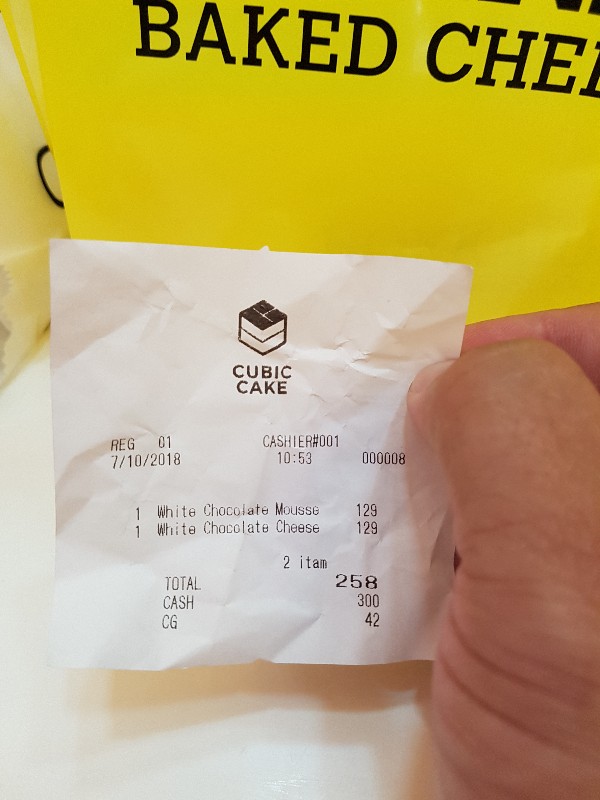 BAKED
CUBIC
CAKE
REG 01 CASHIER#001
7/10/2018 10:53 000008
1 White Chocolate Mousse 129
1 White Chocolate Cheese 129
2 itam
TOTAL 258
CASH 300
CG 42